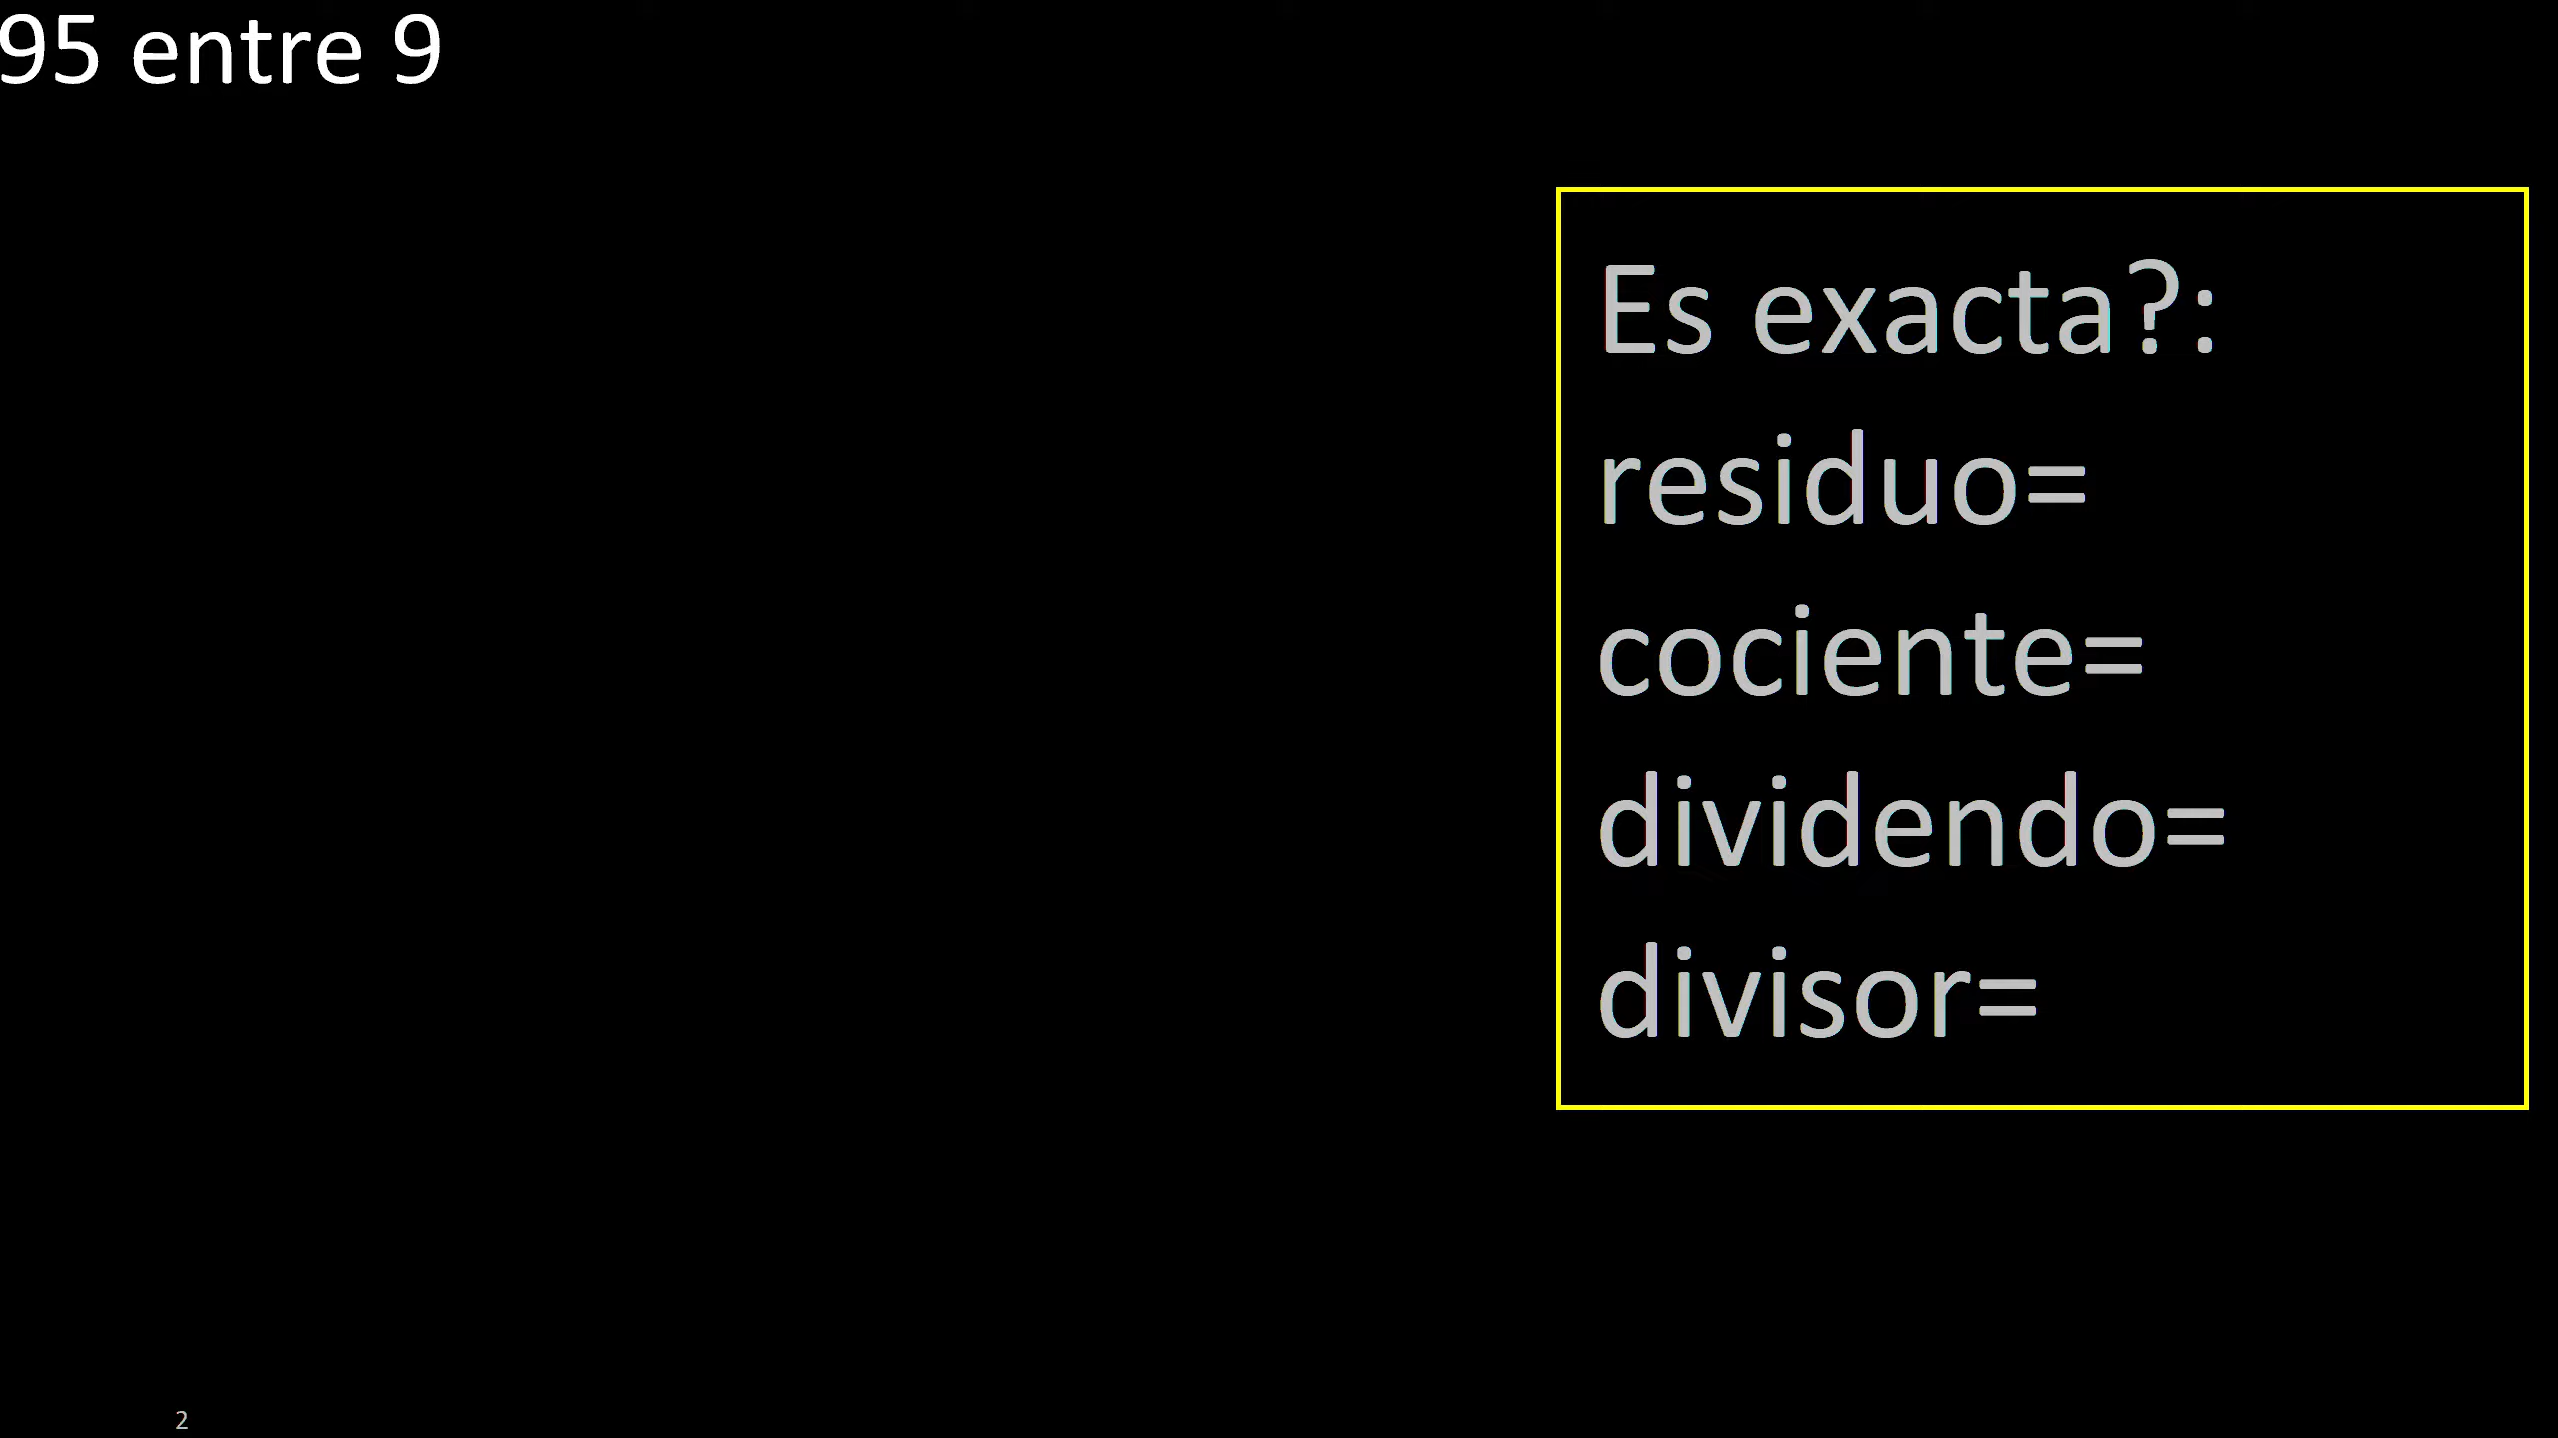 95 entre 9
Es exacta?:
residuo=
cociente=
dividendo=
divisor=
2